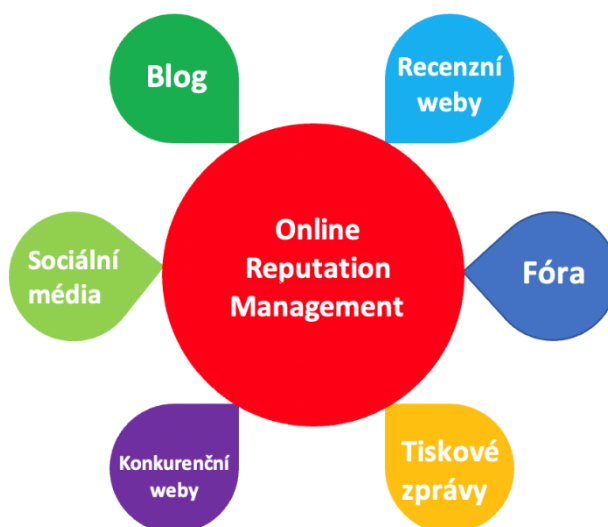 Blog
Recenzní
weby
Online
Reputation
Management
Sociální
média
Fóra
Konkurenční
weby
Tiskové
zprávy